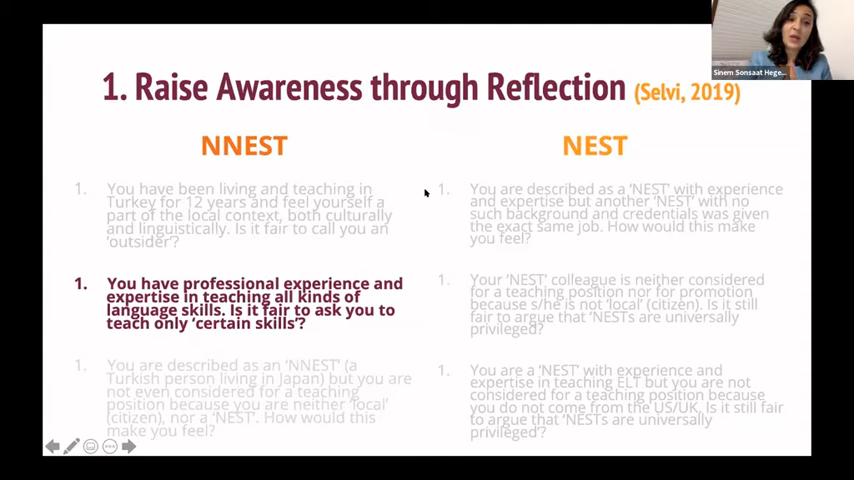 Sinem Sonsaat Hege...
1. Raise Awareness through Reflection (Selvi, 2019)
NNEST
1. You have been living and teaching in
Turkey for 12 years and feel yourself a
part of the local context, both culturally
and linguistically. Is it fair to call you an
'outsider'?
1. You have professional experience and
expertise in teaching all kinds of
language skills. Is it fair to ask you to
teach only 'certain skills'?
1. You are described as an 'NNEST' (a
Turkish person living in Japan) but you are
not even considered for a teaching
position because you are neither 'local'
(citizen), nor a 'NEST'. How would this
make you feel?
NEST
1. You are described as a 'NEST' with experience
and expertise but another 'NEST' with no
such background and credentials was given
the exact same job. How would this make
you feel?
1. Your 'NEST' colleague is neither considered
for a teaching position nor for promotion
because s/he is not 'local' (citizen). Is it still
fair to argue that 'NESTs are universally
privileged'?
1. You are a 'NEST' with experience and
expertise in teaching ELT but you are not
considered for a teaching position because
you do not come from the US/UK. Is it still fair
to argue that 'NESTs are universally
privileged'?